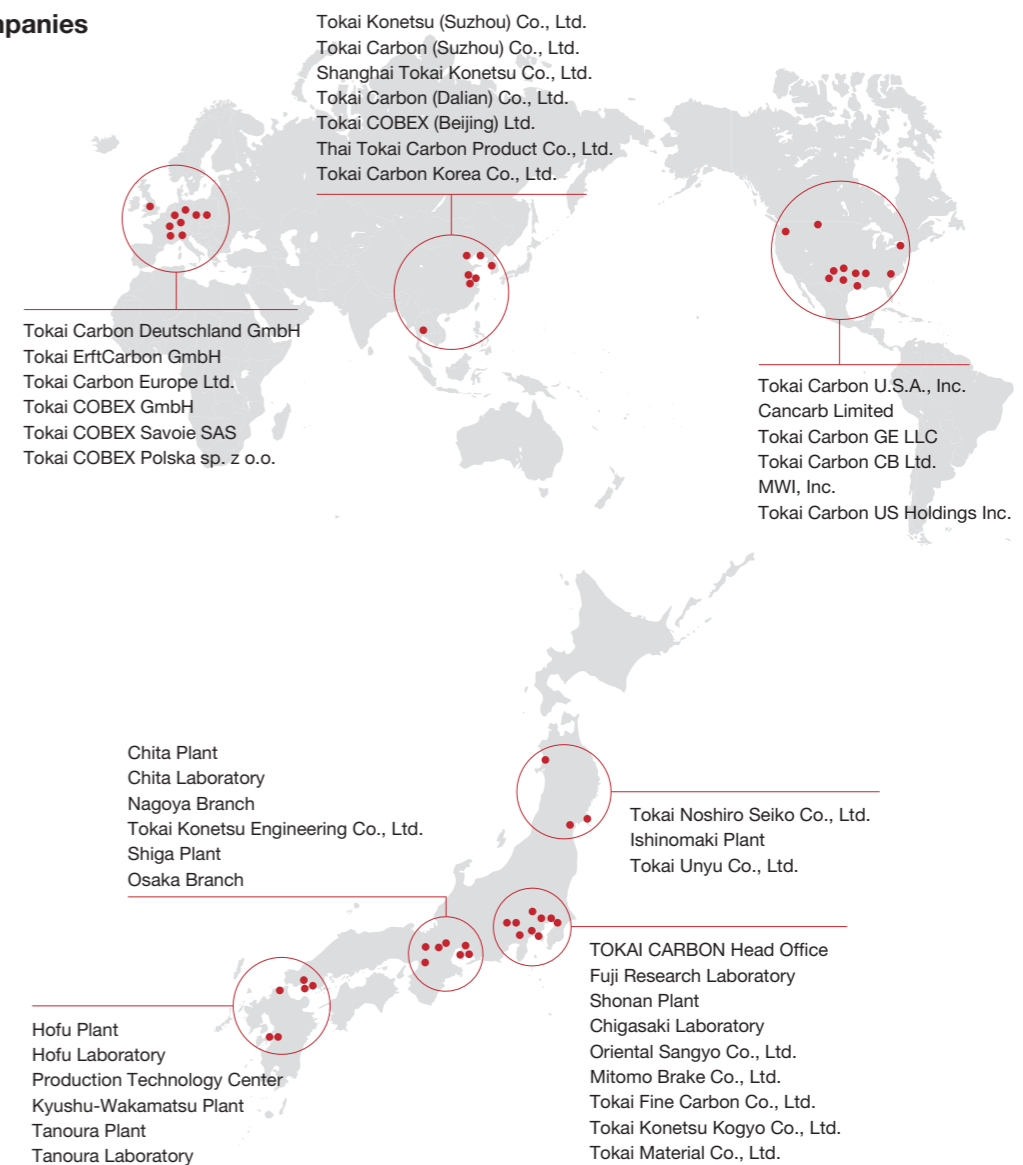 mpanies
Tokai Konetsu (Suzhou) Co., Ltd.
Tokai Carbon (Suzhou) Co., Ltd.
Shanghai Tokai Konetsu Co., Ltd.
Tokai Carbon (Dalian) Co., Ltd.
Tokai COBEX (Beijing) Ltd.
Thai Tokai Carbon Product Co., Ltd.
Tokai Carbon Korea Co., Ltd.
Tokai Carbon Deutschland GmbH
Tokai ErftCarbon GmbH
Tokai Carbon Europe Ltd.
Tokai COBEX GmbH
Tokai COBEX Savoie SAS
Tokai COBEX Polska sp. z o.o.
Tokai Carbon U.S.A., Inc.
Cancarb Limited
Tokai Carbon GE LLC
Tokai Carbon CB Ltd.
MWI, Inc.
Tokai Carbon US Holdings Inc.
Chita Plant
Chita Laboratory
Nagoya Branch
Tokai Konetsu Engineering Co., Ltd.
Shiga Plant
Osaka Branch
Tokai Noshiro Seiko Co., Ltd.
Ishinomaki Plant
Tokai Unyu Co., Ltd.
TOKAI CARBON Head Office
Fuji Research Laboratory
Shonan Plant
Chigasaki Laboratory
Oriental Sangyo Co., Ltd.
Mitomo Brake Co., Ltd.
Tokai Fine Carbon Co., Ltd.
Tokai Konetsu Kogyo Co., Ltd.
Tokai Material Co., Ltd.
Hofu Plant
Hofu Laboratory
Production Technology Center
Kyushu-Wakamatsu Plant
Tanoura Plant
Tanoura Laboratory